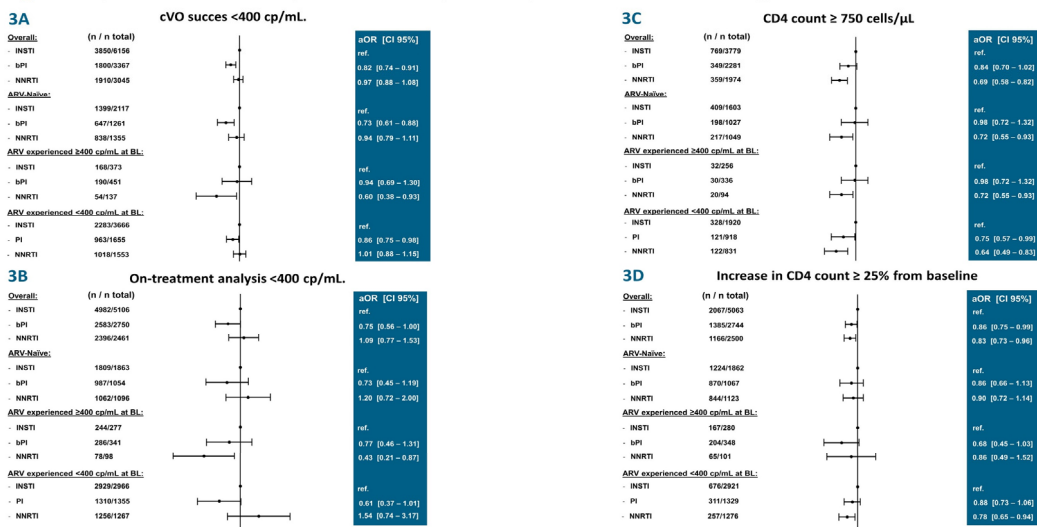 3A cVO succes <400 cp/mL.
Overall: (n / n total) aOR [CI 95%]
- INSTI 3850/6156 ref.
- bPI 1800/3367 0.82 [0.74 – 0.91]
- NNRTI 1910/3045 0.97 [0.88 – 1.08]
ARV-Naïve:
- INSTI 1399/2117 ref.
- bPI 647/1261 0.73 [0.61 – 0.88]
- NNRTI 838/1355 0.94 [0.79 – 1.11]
ARV experienced ≥400 cp/mL at BL:
- INSTI 168/373 ref.
- bPI 190/451 0.94 [0.69 – 1.30]
- NNRTI 54/137 0.60 [0.38 – 0.93]
ARV experienced <400 cp/mL at BL:
- INSTI 2283/3666 ref.
- PI 963/1655 0.86 [0.75 – 0.98]
- NNRTI 1018/1553 1.01 [0.88 – 1.15]
3B On-treatment analysis <400 cp/mL.
Overall: (n / n total) aOR [CI 95%]
- INSTI 4982/5106 ref.
- bPI 2583/2750 0.75 [0.56 – 1.00]
- NNRTI 2396/2461 1.09 [0.77 – 1.53]
ARV-Naïve:
- INSTI 1809/1863 ref.
- bPI 987/1054 0.73 [0.45 – 1.19]
- NNRTI 1062/1096 1.20 [0.72 – 2.00]
ARV experienced ≥400 cp/mL at BL:
- INSTI 244/277 ref.
- bPI 286/341 0.77 [0.46 – 1.31]
- NNRTI 78/98 0.43 [0.21 – 0.87]
ARV experienced <400 cp/mL at BL:
- INSTI 2929/2966 ref.
- PI 1310/1355 0.61 [0.37 – 1.01]
- NNRTI 1256/1267 1.54 [0.74 – 3.17]
3C CD4 count ≥ 750 cells/µL
Overall: (n / n total) aOR [CI 95%]
- INSTI 769/3779 ref.
- bPI 349/2281 0.84 [0.70 – 1.02]
- NNRTI 359/1974 0.69 [0.58 – 0.82]
ARV-Naïve:
- INSTI 409/1603 ref.
- bPI 198/1027 0.98 [0.72 – 1.32]
- NNRTI 217/1049 0.72 [0.55 – 0.93]
ARV experienced ≥400 cp/mL at BL:
- INSTI 32/256 ref.
- bPI 30/336 0.98 [0.72 – 1.32]
- NNRTI 20/94 0.72 [0.55 – 0.93]
ARV experienced <400 cp/mL at BL:
- INSTI 328/1920 ref.
- PI 121/918 0.75 [0.57 – 0.99]
- NNRTI 122/831 0.64 [0.49 – 0.83]
3D Increase in CD4 count ≥ 25% from baseline
Overall: (n / n total) aOR [CI 95%]
- INSTI 2067/5063 ref.
- bPI 1385/2744 0.86 [0.75 – 0.99]
- NNRTI 1166/2500 0.83 [0.73 – 0.96]
ARV-Naïve:
- INSTI 1224/1862 ref.
- bPI 870/1067 0.86 [0.66 – 1.13]
- NNRTI 844/1123 0.90 [0.72 – 1.14]
ARV experienced ≥400 cp/mL at BL:
- INSTI 167/280 ref.
- bPI 204/348 0.68 [0.45 – 1.03]
- NNRTI 65/101 0.86 [0.49 – 1.52]
ARV experienced <400 cp/mL at BL:
- INSTI 676/2921 ref.
- PI 311/1329 0.88 [0.73 – 1.06]
- NNRTI 257/1276 0.78 [0.65 – 0.94]